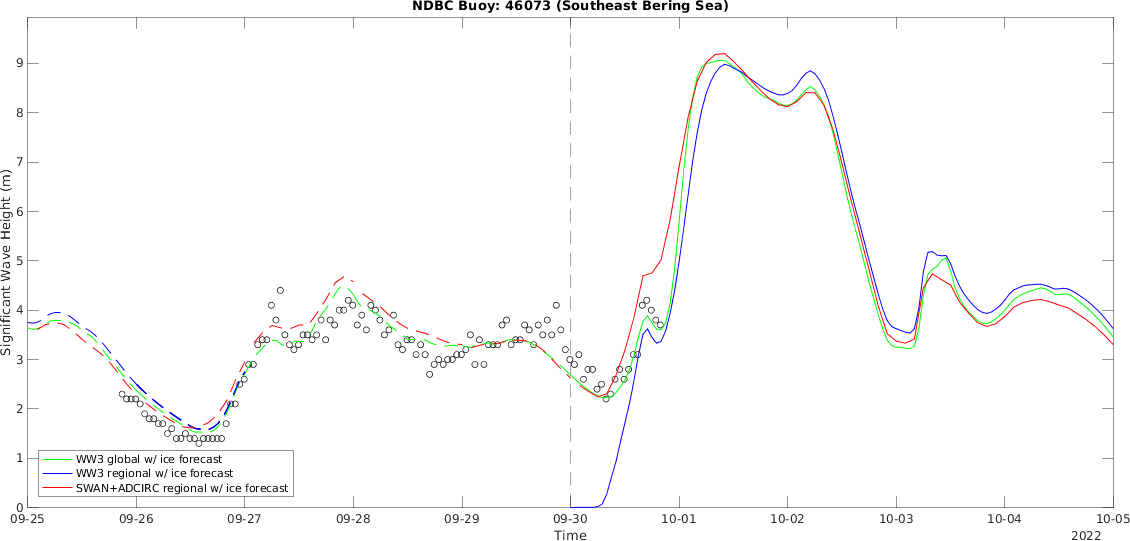 NDBC Buoy: 46073 (Southeast Bering Sea)
Significant Wave Height (m)
9
8
7
6
5
4
3
2
1
0
WW3 global w/ ice forecast
WW3 regional w/ ice forecast
SWAN+ADCIRC regional w/ ice forecast
09-25 09-26 09-27 09-28 09-29 09-30 10-01 10-02 10-03 10-04 10-05
Time
2022